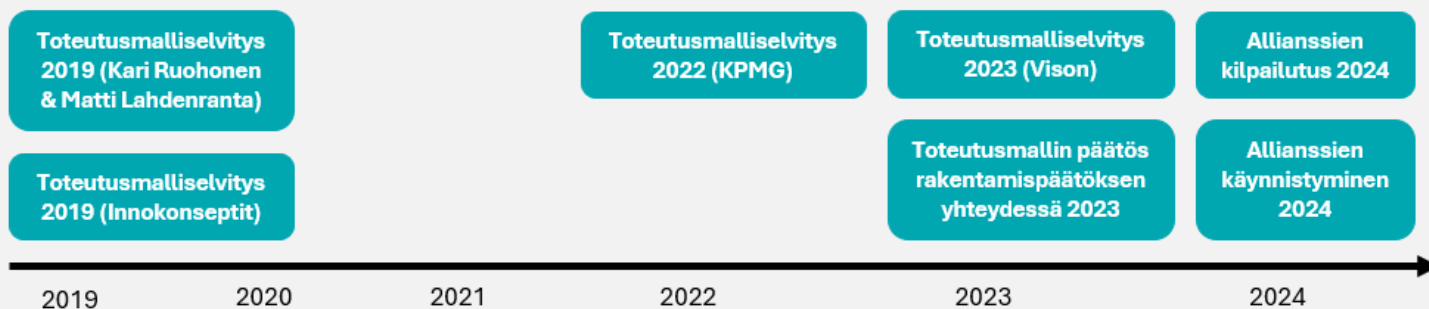 Toteutusmalliselvitys
2019 (Kari Ruohonen
& Matti Lahdenranta)
Toteutusmalliselvitys
2019 (Innokonseptit)
Toteutusmalliselvitys
2022 (KPMG)
Toteutusmalliselvitys
2023 (Vison)
Toteutusmallin päätös
rakentamispäätöksen
yhteydessä 2023
Allianssien
kilpailutus 2024
Allianssien
käynnistyminen
2024
2019
2020
2021
2022
2023
2024